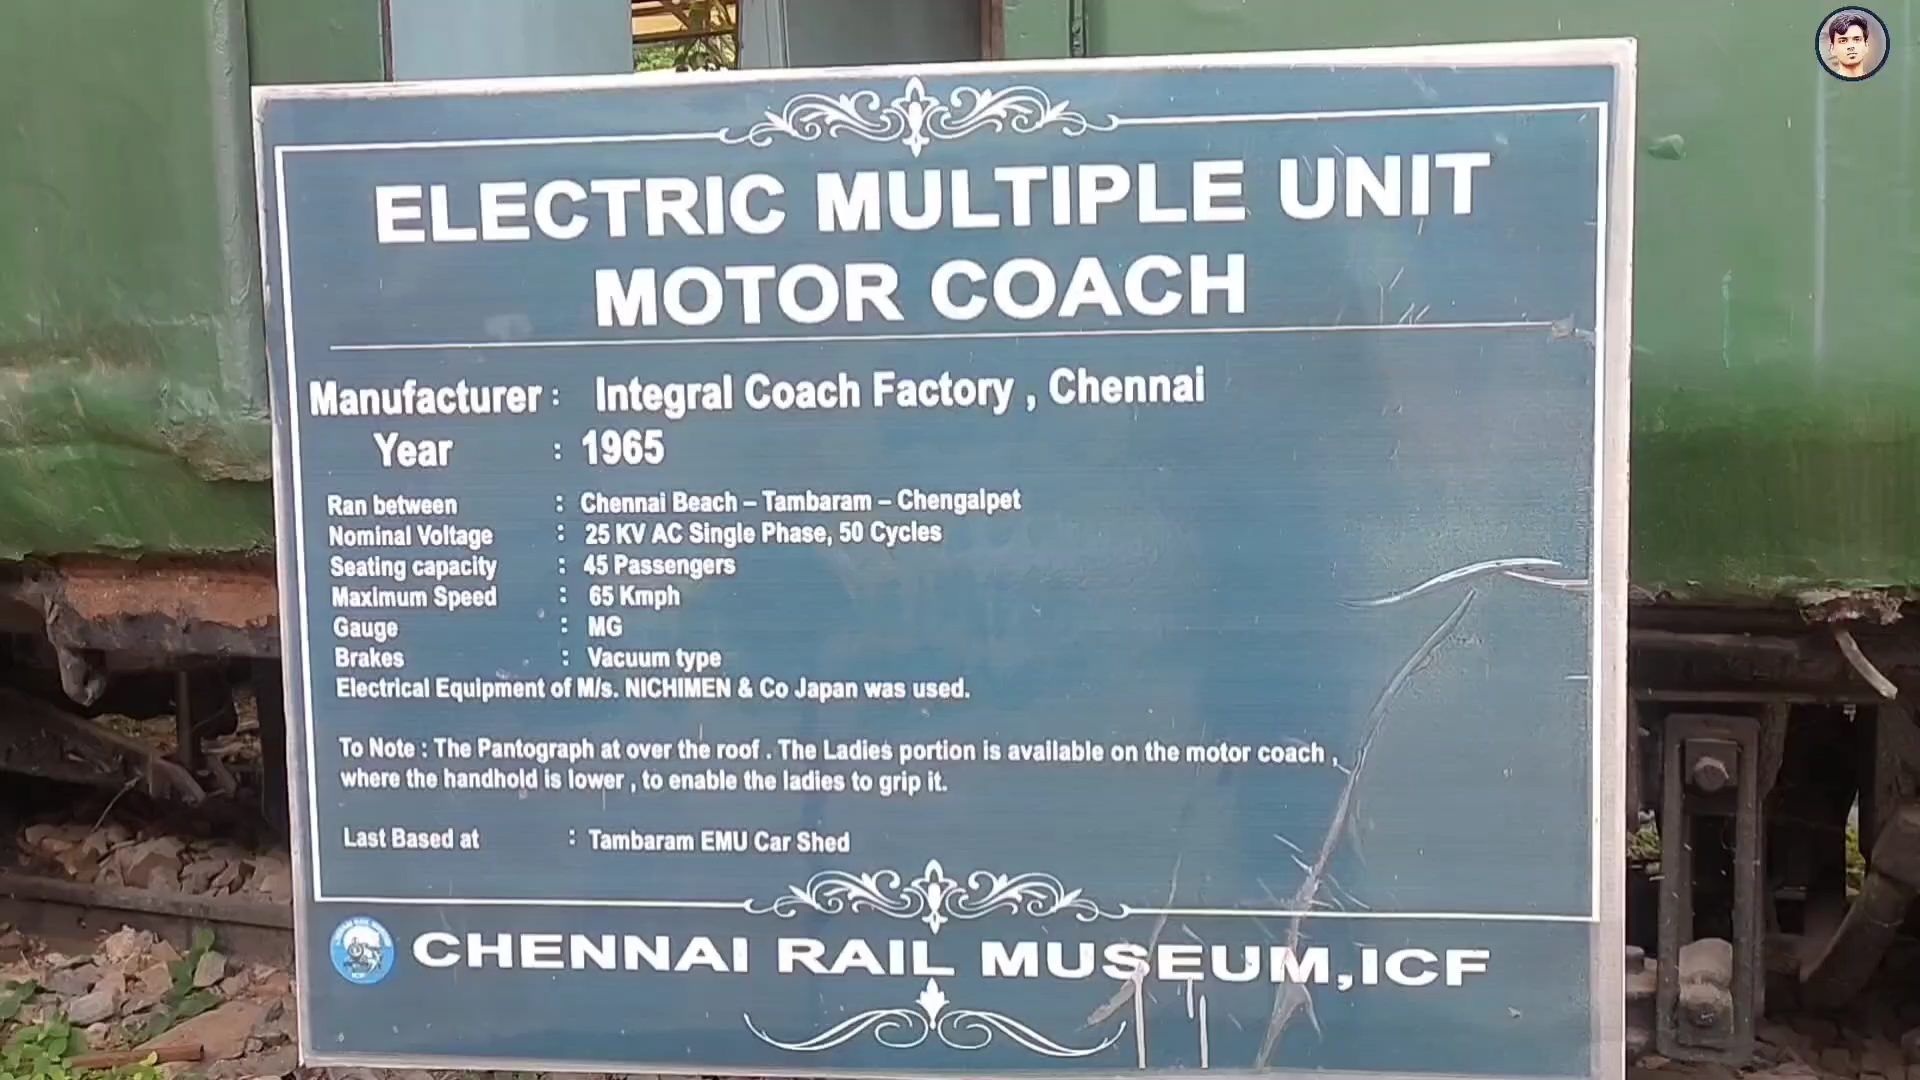 ELECTRIC MULTIPLE UNIT
MOTOR COACH
Manufacturer : Integral Coach Factory , Chennai
Year : 1965
Ran between : Chennai Beach – Tambaram – Chengalpet
Nominal Voltage : 25 KV AC Single Phase, 50 Cycles
Seating capacity : 45 Passengers
Maximum Speed : 65 Kmph
Gauge : MG
Brakes : Vacuum type
Electrical Equipment of M/s. NICHIMEN & Co Japan was used.
To Note : The Pantograph at over the roof . The Ladies portion is available on the motor coach ,
where the handhold is lower , to enable the ladies to grip it.
Last Based at : Tambaram EMU Car Shed
CHENNAI RAIL MUSEUM,ICF